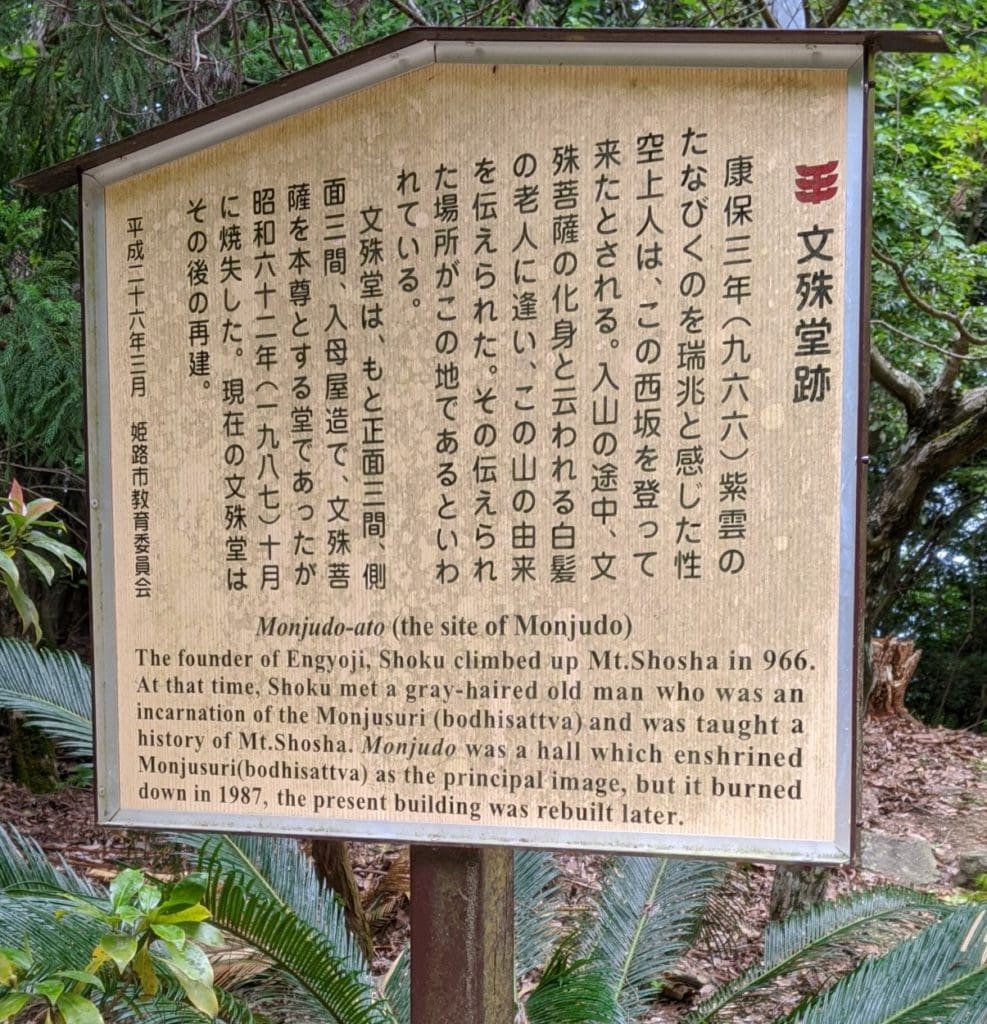 文殊堂跡
康保三年（九六六）紫雲の
たなびくのを瑞兆と感じた性
空上人は、この西坂を登って
来たとされる。入山の途中、文
殊菩薩の化身と云われる白髪
の老人に逢い、この山の由来
を伝えられた。その伝えられ
た場所がこの地であるといわ
れている。
文殊堂は、もと正面三間、側
面三間、入母屋造で、文殊菩
薩を本尊とする堂であったが
昭和六十二年（一九八七）十月
に焼失した。現在の文殊堂は
その後の再建。
平成二十六年三月　姫路市教育委員会
Monjudo-ato (the site of Monjudo)
The founder of Engyoji, Shoku climbed up Mt.Shosha in 966.
At that time, Shoku met a gray-haired old man who was an
incarnation of the Monjusuri (bodhisattva) and was taught a
history of Mt.Shosha. Monjudo was a hall which enshrined
Monjusuri(bodhisattva) as the principal image, but it burned
down in 1987, the present building was rebuilt later.